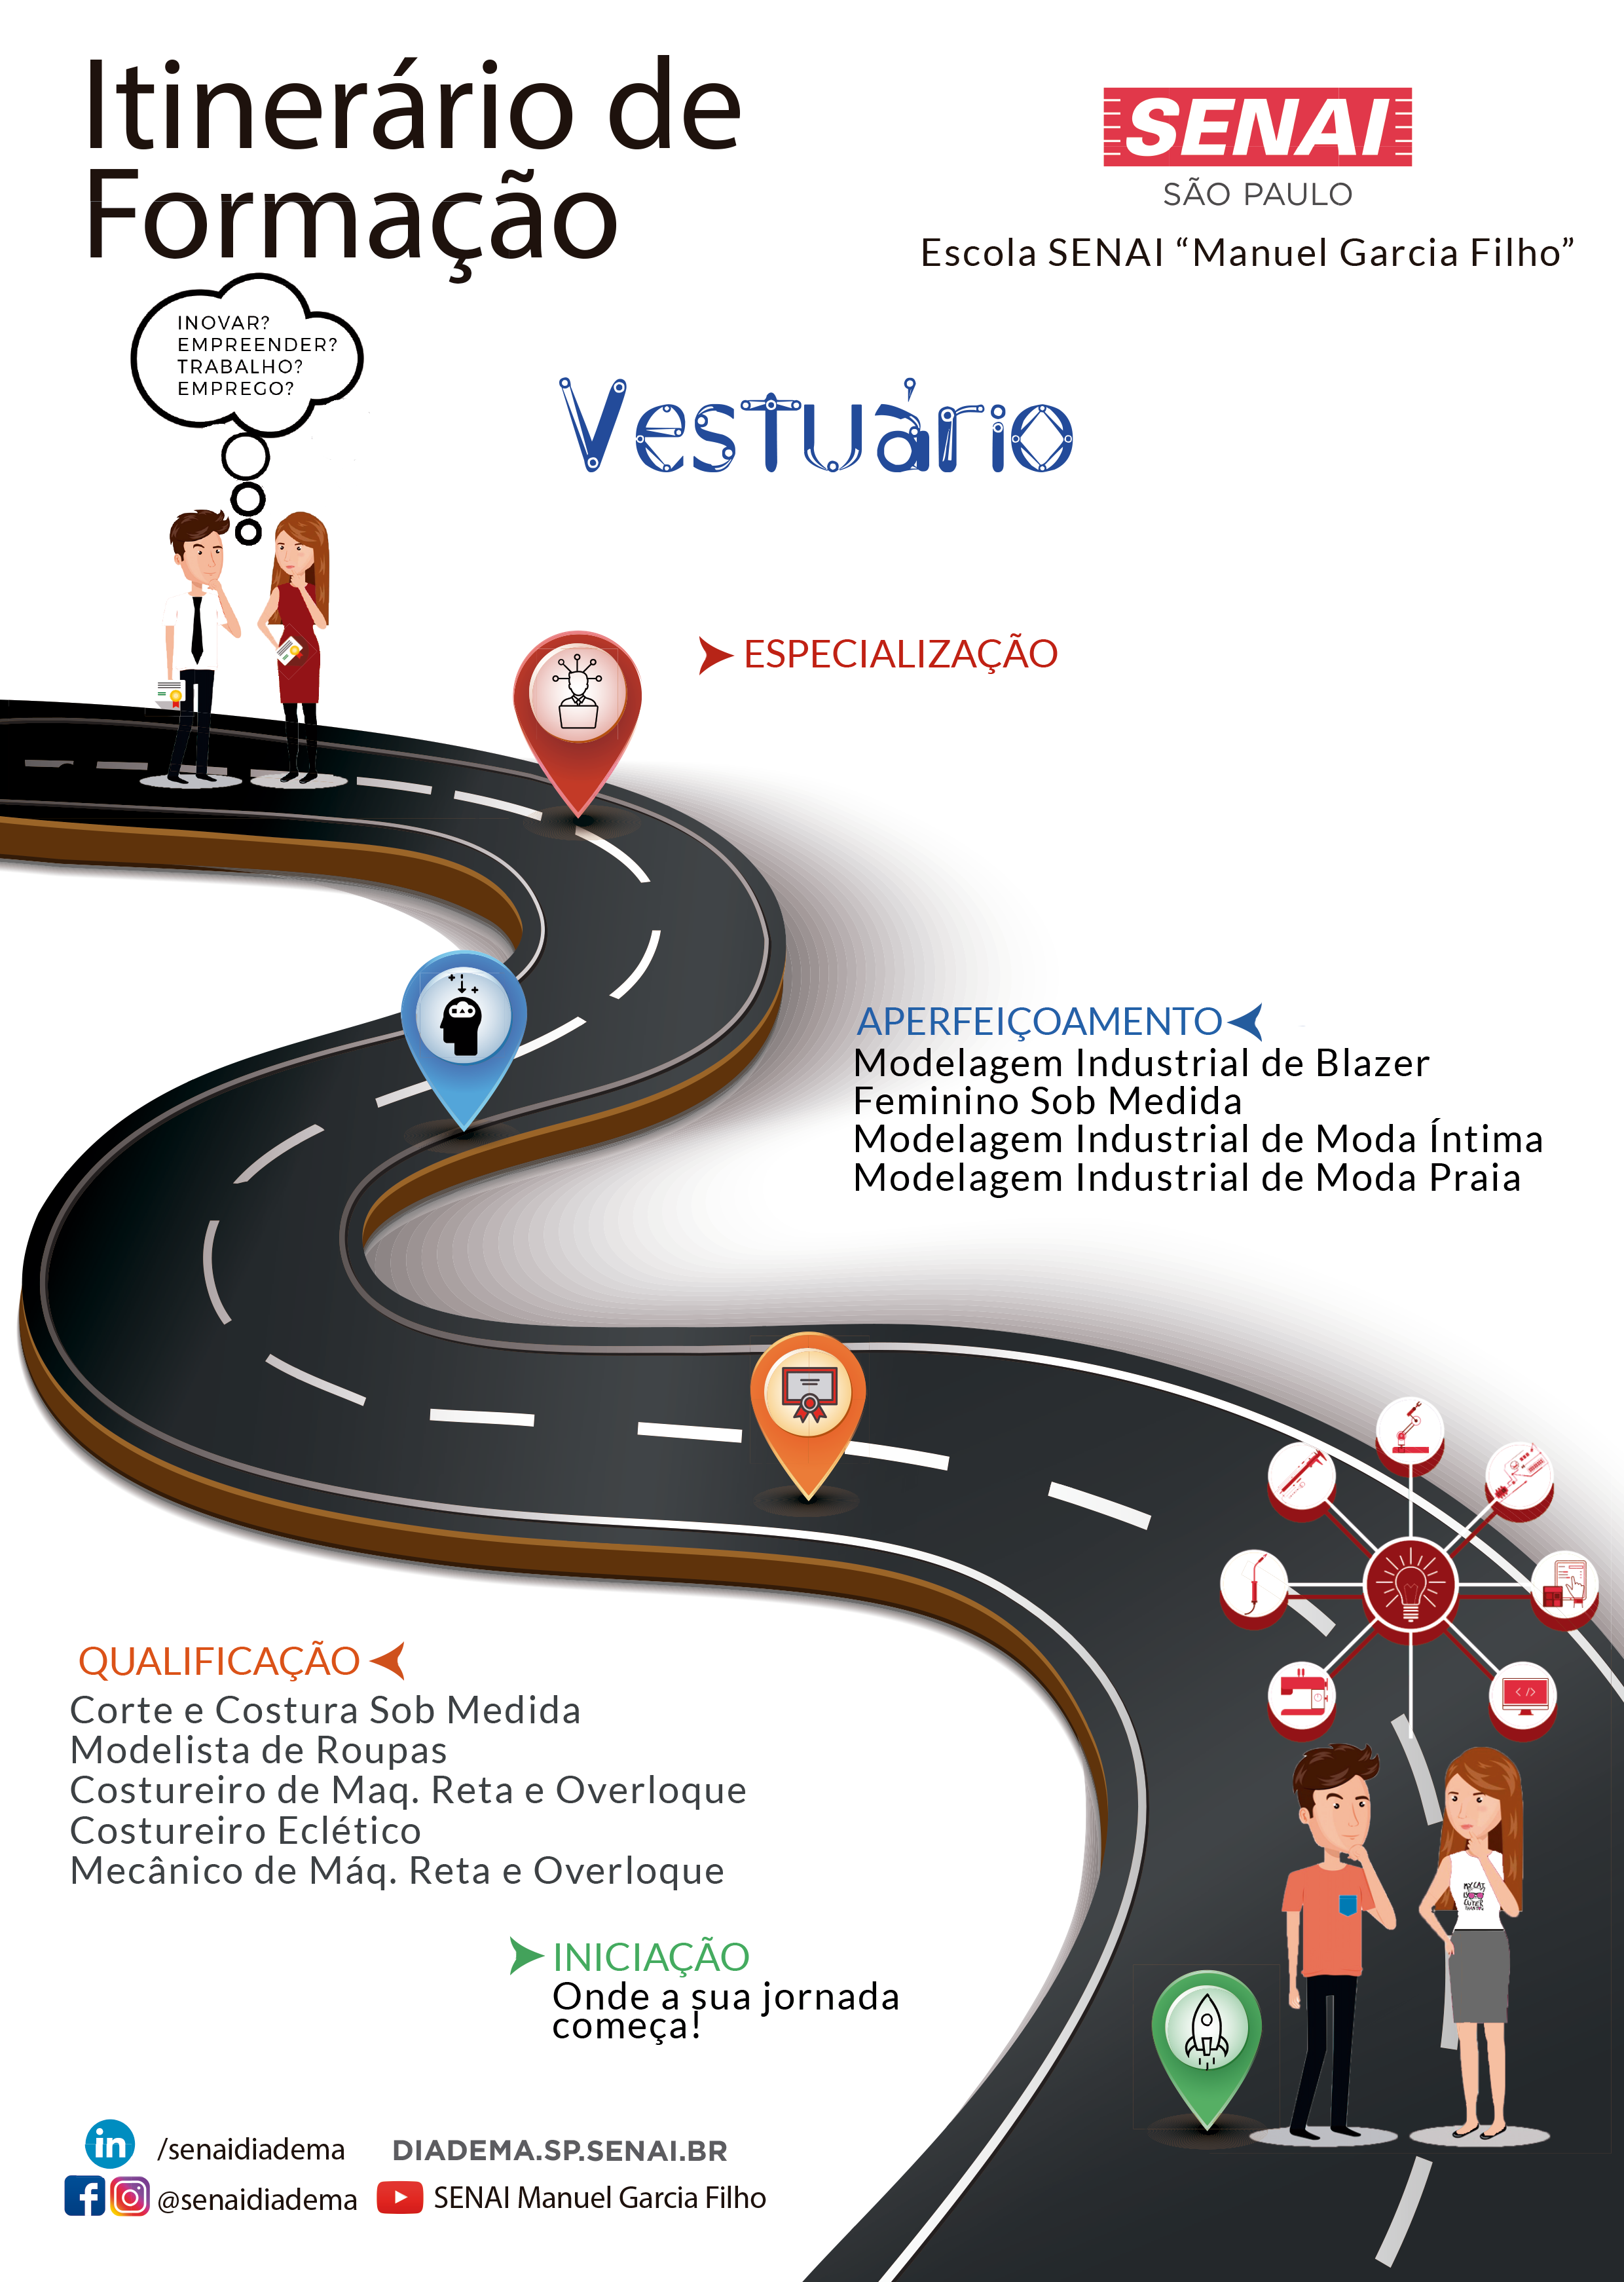 Itinerário de
Formação
SENAI
SÃO PAULO
Escola SENAI “Manuel Garcia Filho”
INOVAR?
EMPREENDER?
TRABALHO?
EMPREGO?
Vestuário
ESPECIALIZAÇÃO
APERFEIÇOAMENTO
Modelagem Industrial de Blazer
Feminino Sob Medida
Modelagem Industrial de Moda Íntima
Modelagem Industrial de Moda Praia
QUALIFICAÇÃO
Corte e Costura Sob Medida
Modelista de Roupas
Costureiro de Maq. Reta e Overloque
Costureiro Eclético
Mecânico de Máq. Reta e Overloque
</>
INICIAÇÃO
Onde a sua jornada
começa!
in /senaidiadema
DIADEMA.SP.SENAI.BR
f @senaidiadema
SENAI Manuel Garcia Filho